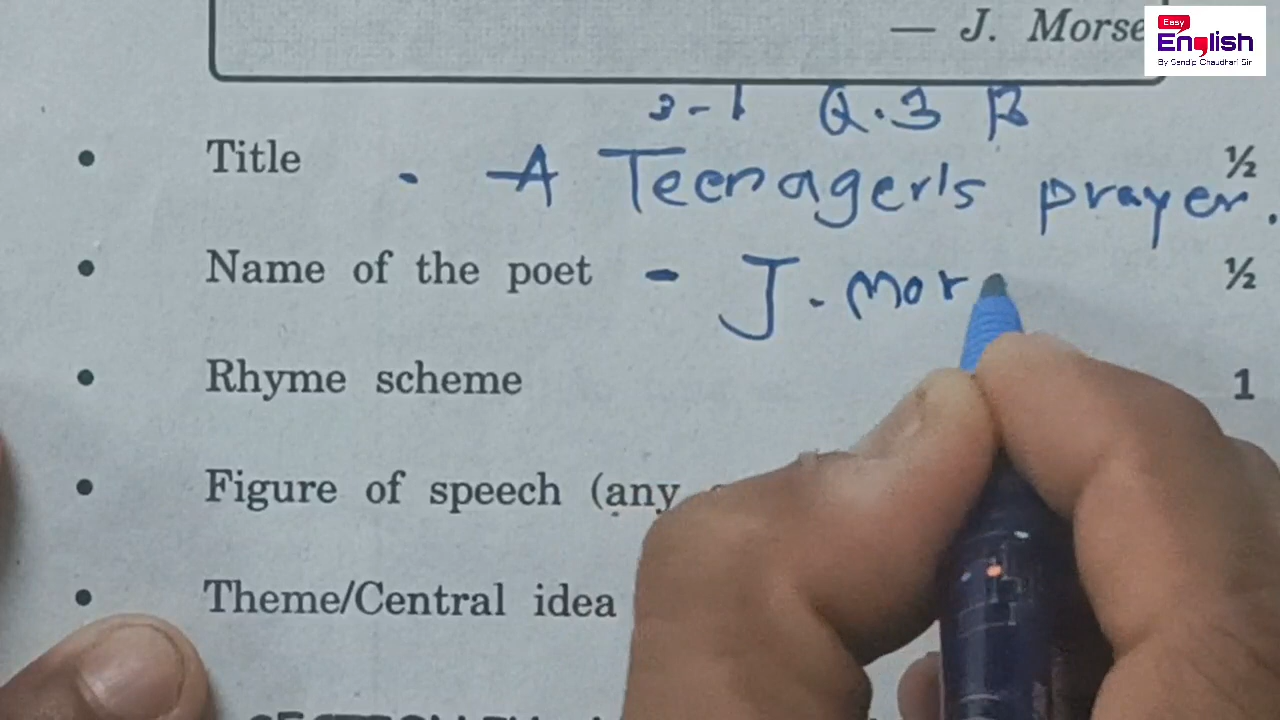 — J. Morse
Easy
English
By Sandip Chaudhari Sir
3-1 Q.3 B
• Title - A Teenager's prayer. ½
• Name of the poet - J. Mor ½
• Rhyme scheme 1
• Figure of speech (any
• Theme/Central idea